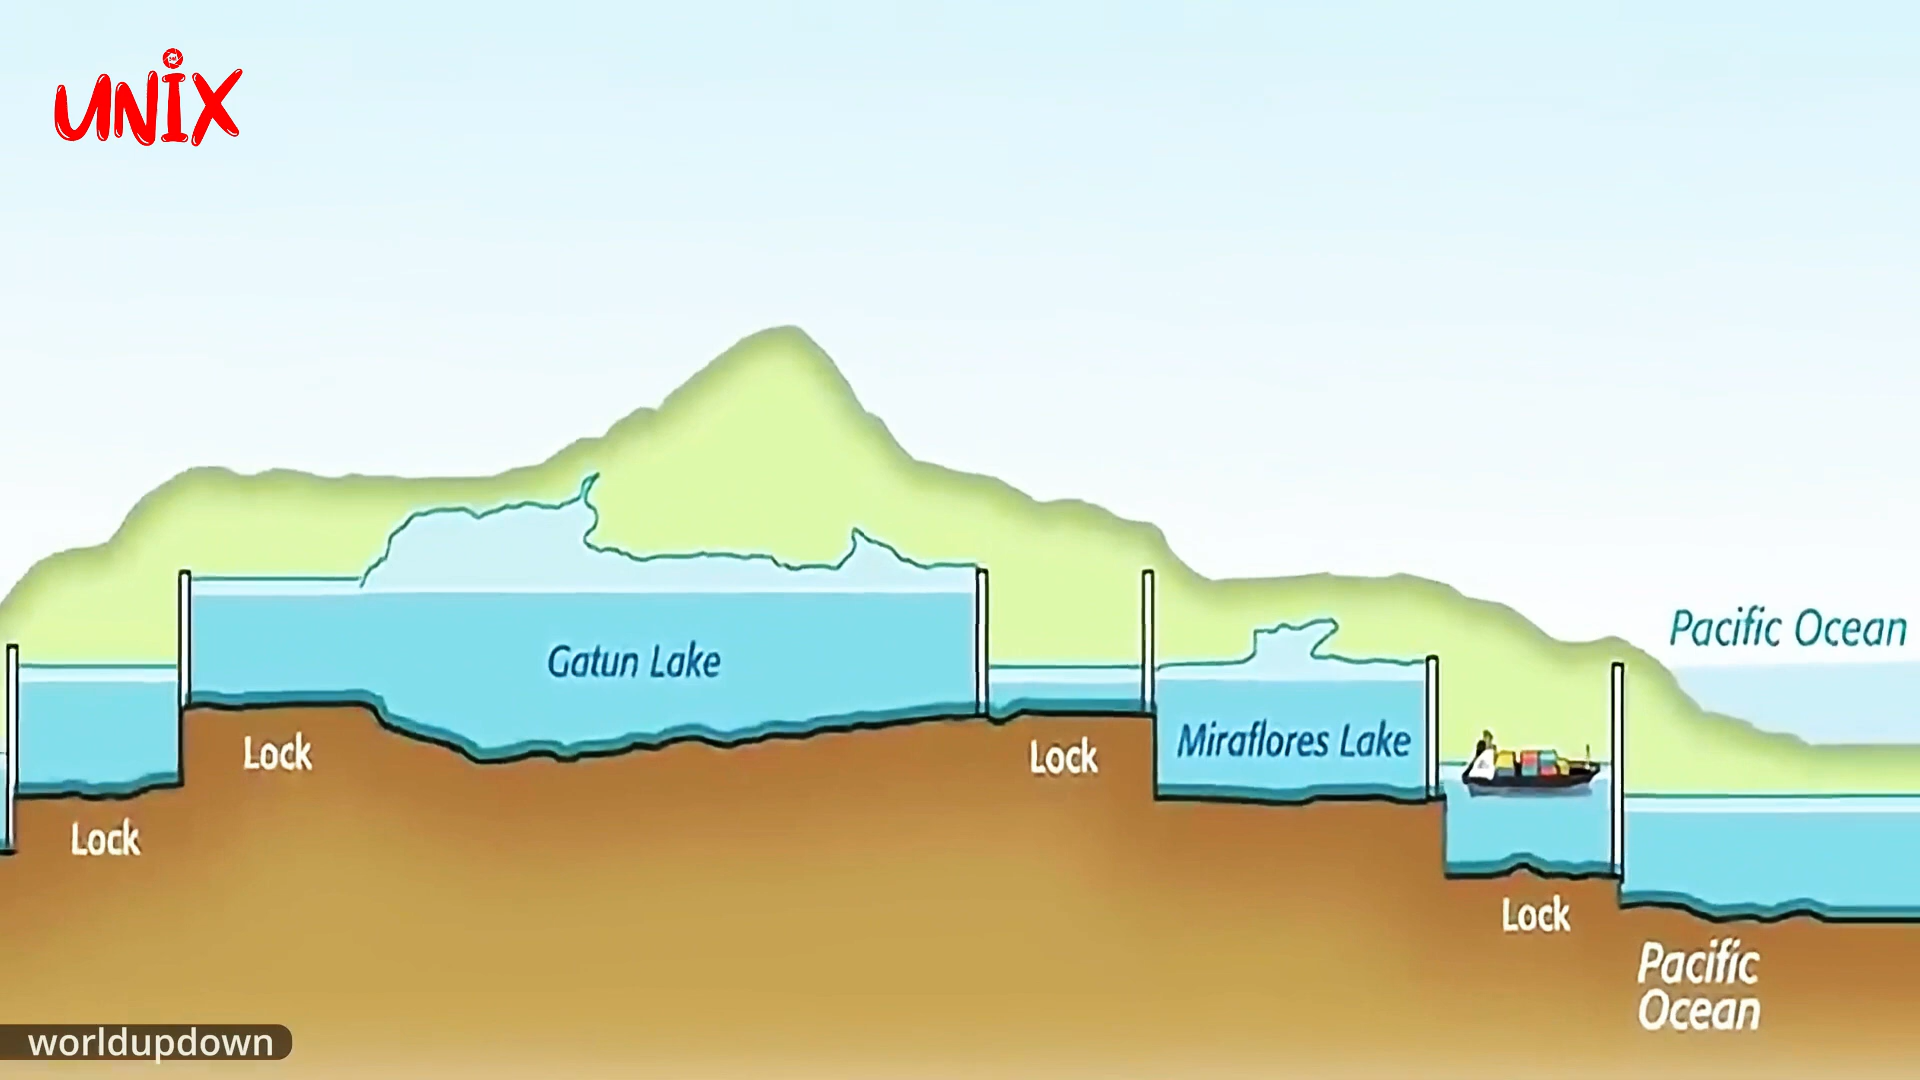 UNIX
Pacific Ocean
Gatun Lake
Miraflores Lake
Lock
Lock
Lock
Lock
Pacific
Ocean
worldupdown